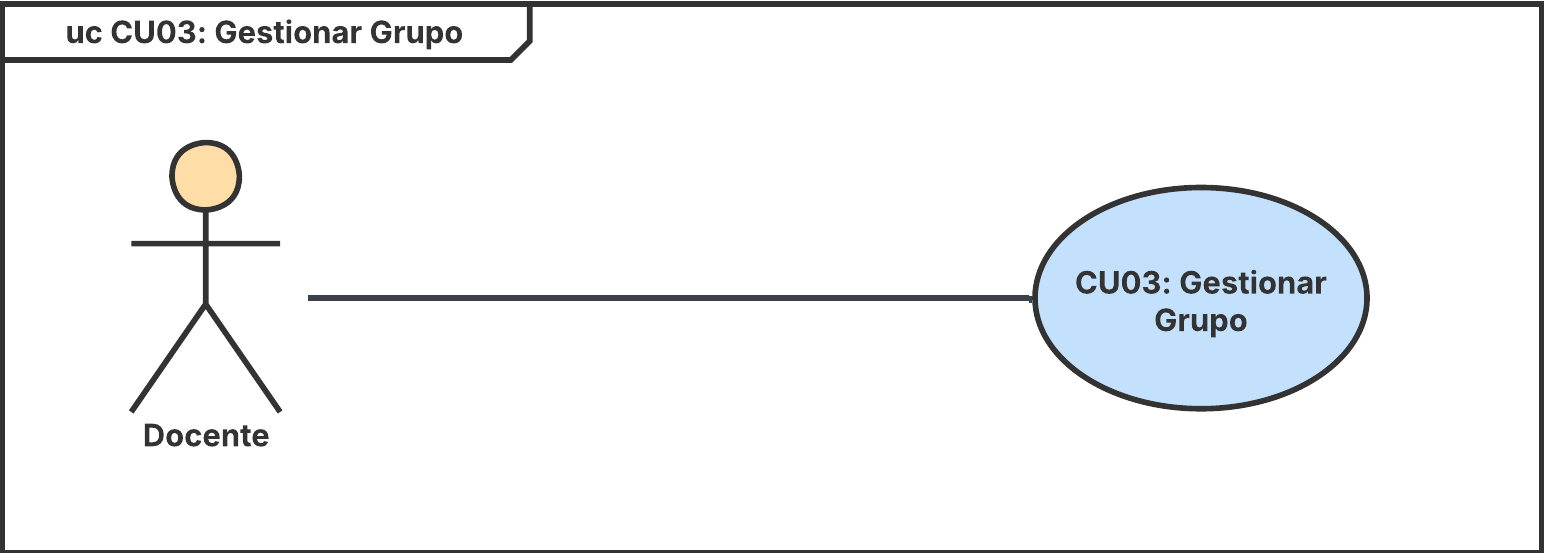 uc CU03: Gestionar Grupo
CU03: Gestionar
Grupo
Docente